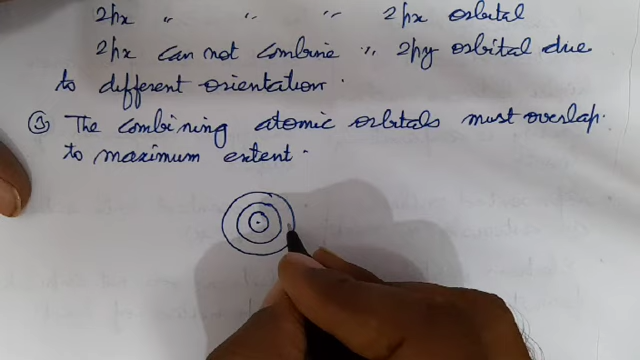 2px " " " 2px orbital
2px can not combine " 2py orbital due
to different orientation.
③ The combining atomic orbitals must overlap.
to maximum extent.